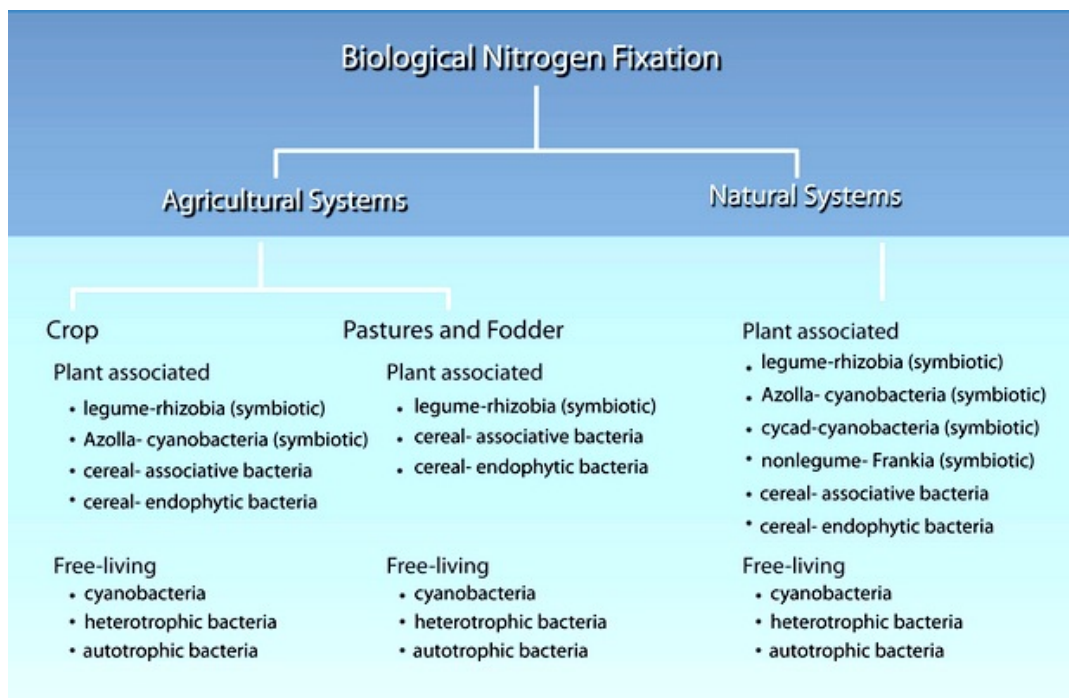 Biological Nitrogen Fixation
Agricultural Systems
Natural Systems
Crop
Plant associated
• legume-rhizobia (symbiotic)
• Azolla- cyanobacteria (symbiotic)
• cereal- associative bacteria
• cereal- endophytic bacteria
Free-living
• cyanobacteria
• heterotrophic bacteria
• autotrophic bacteria
Pastures and Fodder
Plant associated
• legume-rhizobia (symbiotic)
• cereal- associative bacteria
• cereal- endophytic bacteria
Free-living
• cyanobacteria
• heterotrophic bacteria
• autotrophic bacteria
Plant associated
• legume-rhizobia (symbiotic)
• Azolla- cyanobacteria (symbiotic)
• cycad-cyanobacteria (symbiotic)
• nonlegume- Frankia (symbiotic)
• cereal- associative bacteria
• cereal- endophytic bacteria
Free-living
• cyanobacteria
• heterotrophic bacteria
• autotrophic bacteria